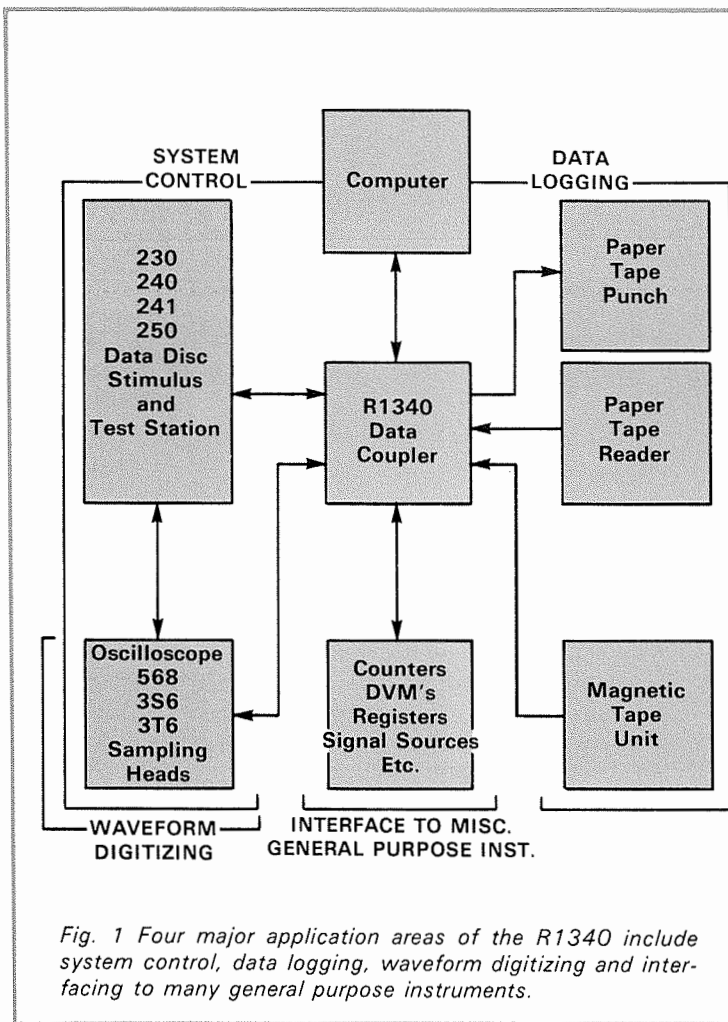 SYSTEM
CONTROL
Computer
DATA
LOGGING
230
240
241
250
Data Disc
Stimulus
and
Test Station
R1340
Data
Coupler
Paper
Tape
Punch
Paper
Tape
Reader
Oscilloscope
568
3S6
3T6
Sampling
Heads
Counters
DVM's
Registers
Signal Sources
Etc.
Magnetic
Tape
Unit
WAVEFORM
DIGITIZING
INTERFACE TO MISC.
GENERAL PURPOSE INST.
Fig. 1 Four major application areas of the R1340 include
system control, data logging, waveform digitizing and inter-
facing to many general purpose instruments.